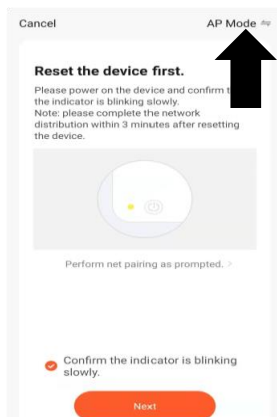 Cancel
AP Mode
Reset the device first.
Please power on the device and confirm
the indicator is blinking slowly.
Note: please complete the network
distribution within 3 minutes after resetting
the device.
Perform net pairing as prompted. >
Confirm the indicator is blinking
slowly.
Next